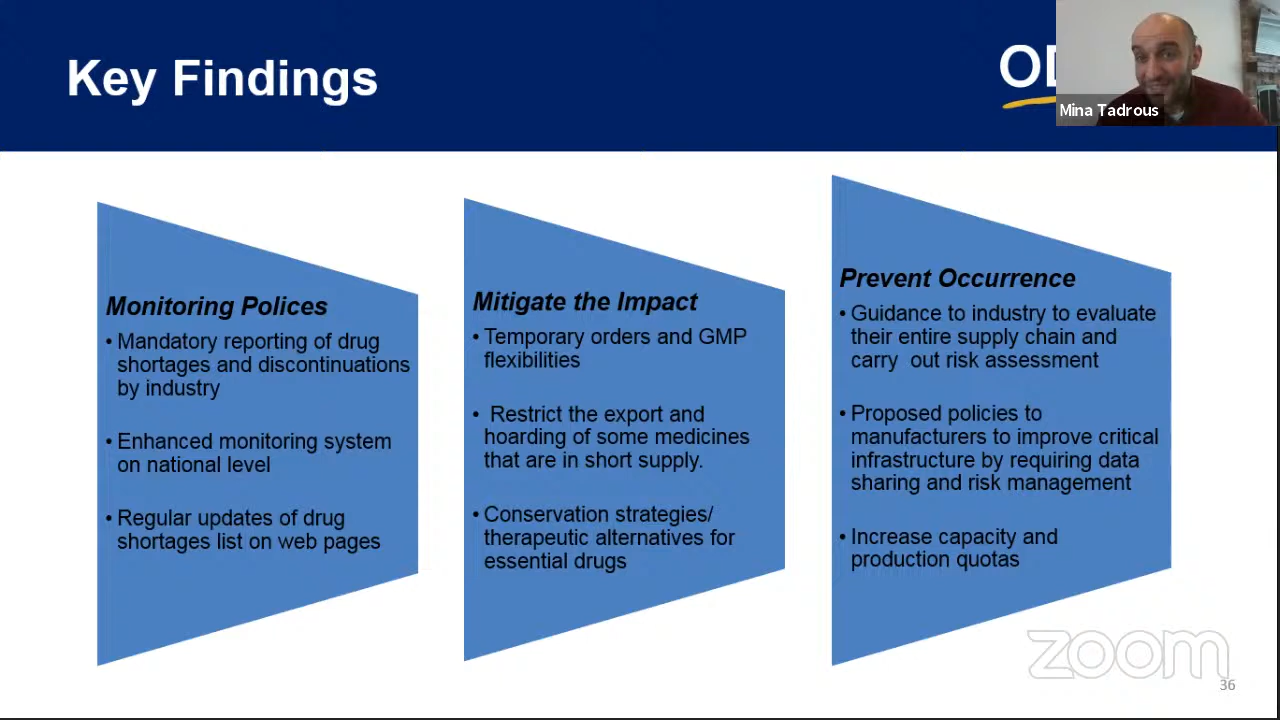 Key Findings
Mina Tadrous
Monitoring Polices
• Mandatory reporting of drug
shortages and discontinuations
by industry
• Enhanced monitoring system
on national level
• Regular updates of drug
shortages list on web pages
Mitigate the Impact
• Temporary orders and GMP
flexibilities
• Restrict the export and
hoarding of some medicines
that are in short supply.
• Conservation strategies/
therapeutic alternatives for
essential drugs
Prevent Occurrence
• Guidance to industry to evaluate
their entire supply chain and
carry out risk assessment
• Proposed policies to
manufacturers to improve critical
infrastructure by requiring data
sharing and risk management
• Increase capacity and
production quotas
zoom
36